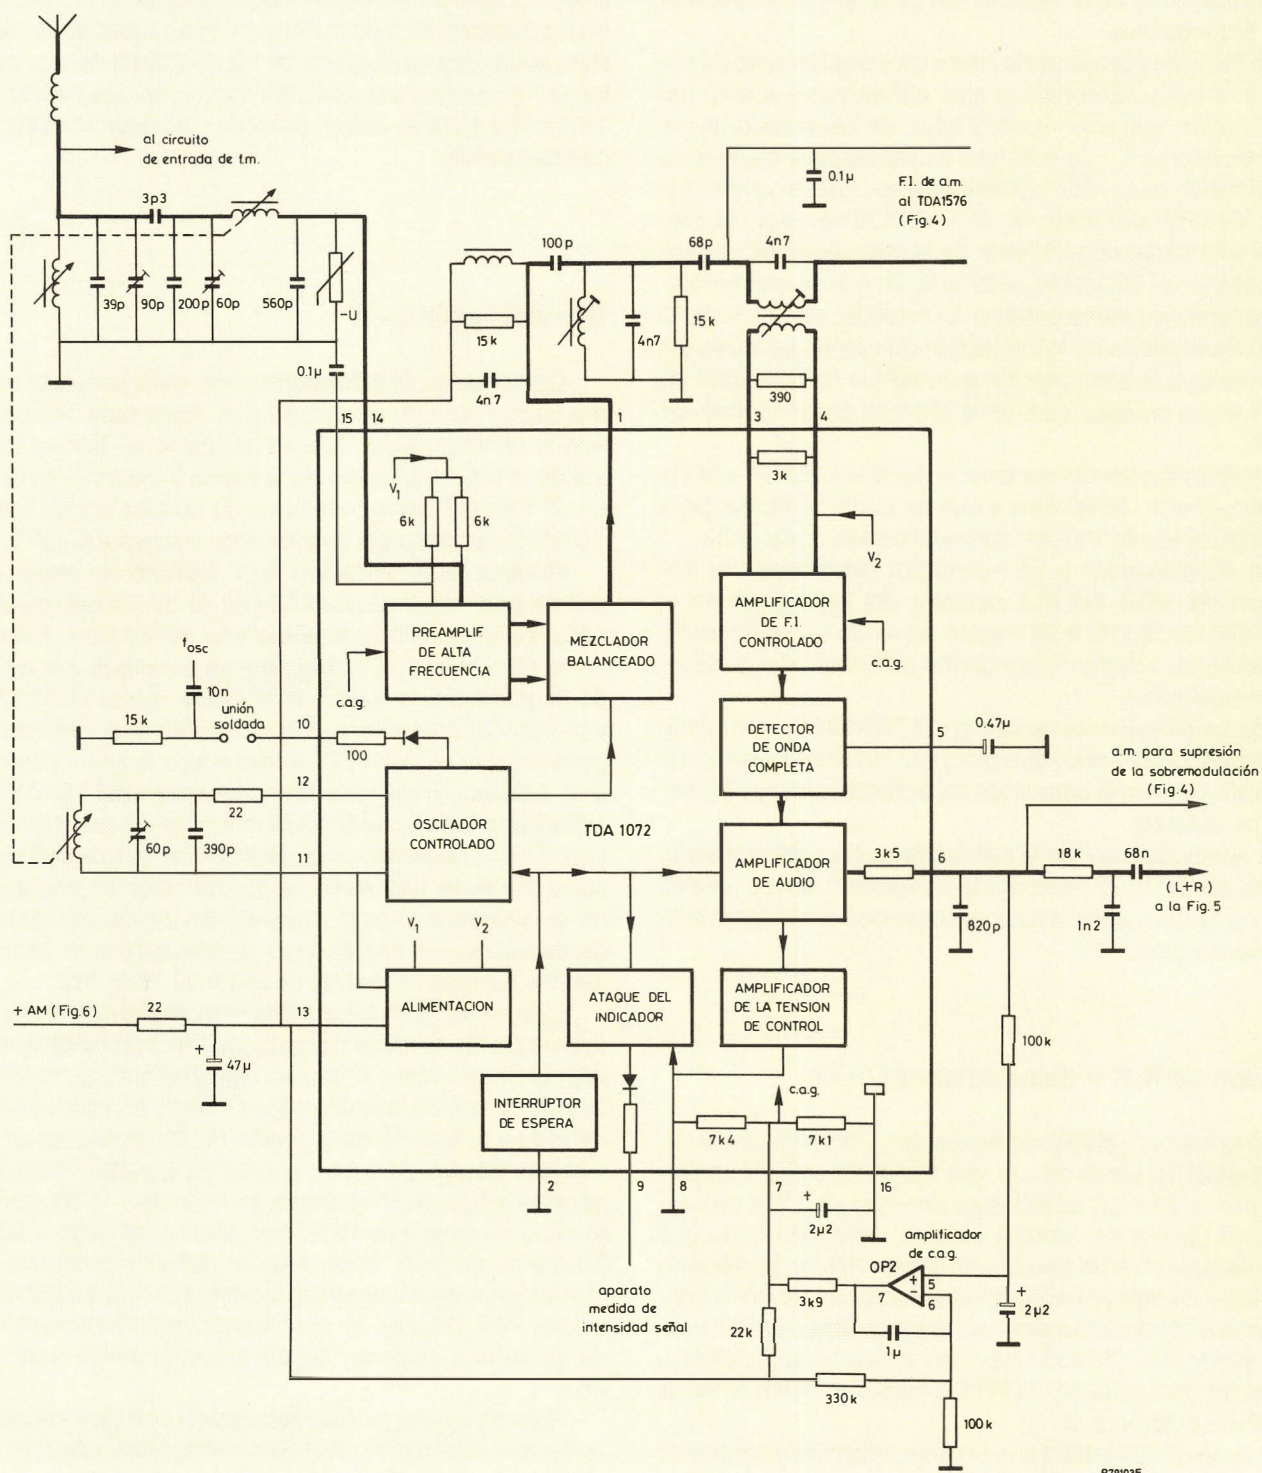 al circuito
de entrada de f.m.
3p3
39p
90p
200p
60p
560p
-U
0.1µ
15
14
100p
68p
0.1µ
F.I. de a.m.
al TDA1576
(Fig.4)
4n7
15k
4n7
4n7
15k
390
1
3
4
3k
V1
6k
6k
V2
PREAMPLIF
DE ALTA
FRECUENCIA
MEZCLADOR
BALANCEADO
AMPLIFICADOR
DE F.I.
CONTROLADO
c.a.g.
c.a.g.
fosc
10n
unión
soldada
15k
10
100
DETECTOR
DE ONDA
COMPLETA
5
0.47µ
a.m. para supresión
de la sobremodulación
(Fig.4)
12
22
60p
390p
11
OSCILADOR
CONTROLADO
TDA 1072
AMPLIFICADOR
DE AUDIO
3k5
6
18k
68n
(L+R)
a la Fig.5
820p
1n2
V1
V2
ALIMENTACION
ATAQUE DEL
INDICADOR
AMPLIFICADOR
DE LA TENSION
DE CONTROL
+ AM (Fig.6)
22
13
+
47µ
100k
INTERRUPTOR
DE ESPERA
c.a.g.
7k4
7k1
2
9
8
7
16
+
2µ2
amplificador
de c.a.g.
OP2
+
-
5
6
7
3k9
+
2µ2
aparato
medida de
intensidad señal
22k
1µ
330k
100k